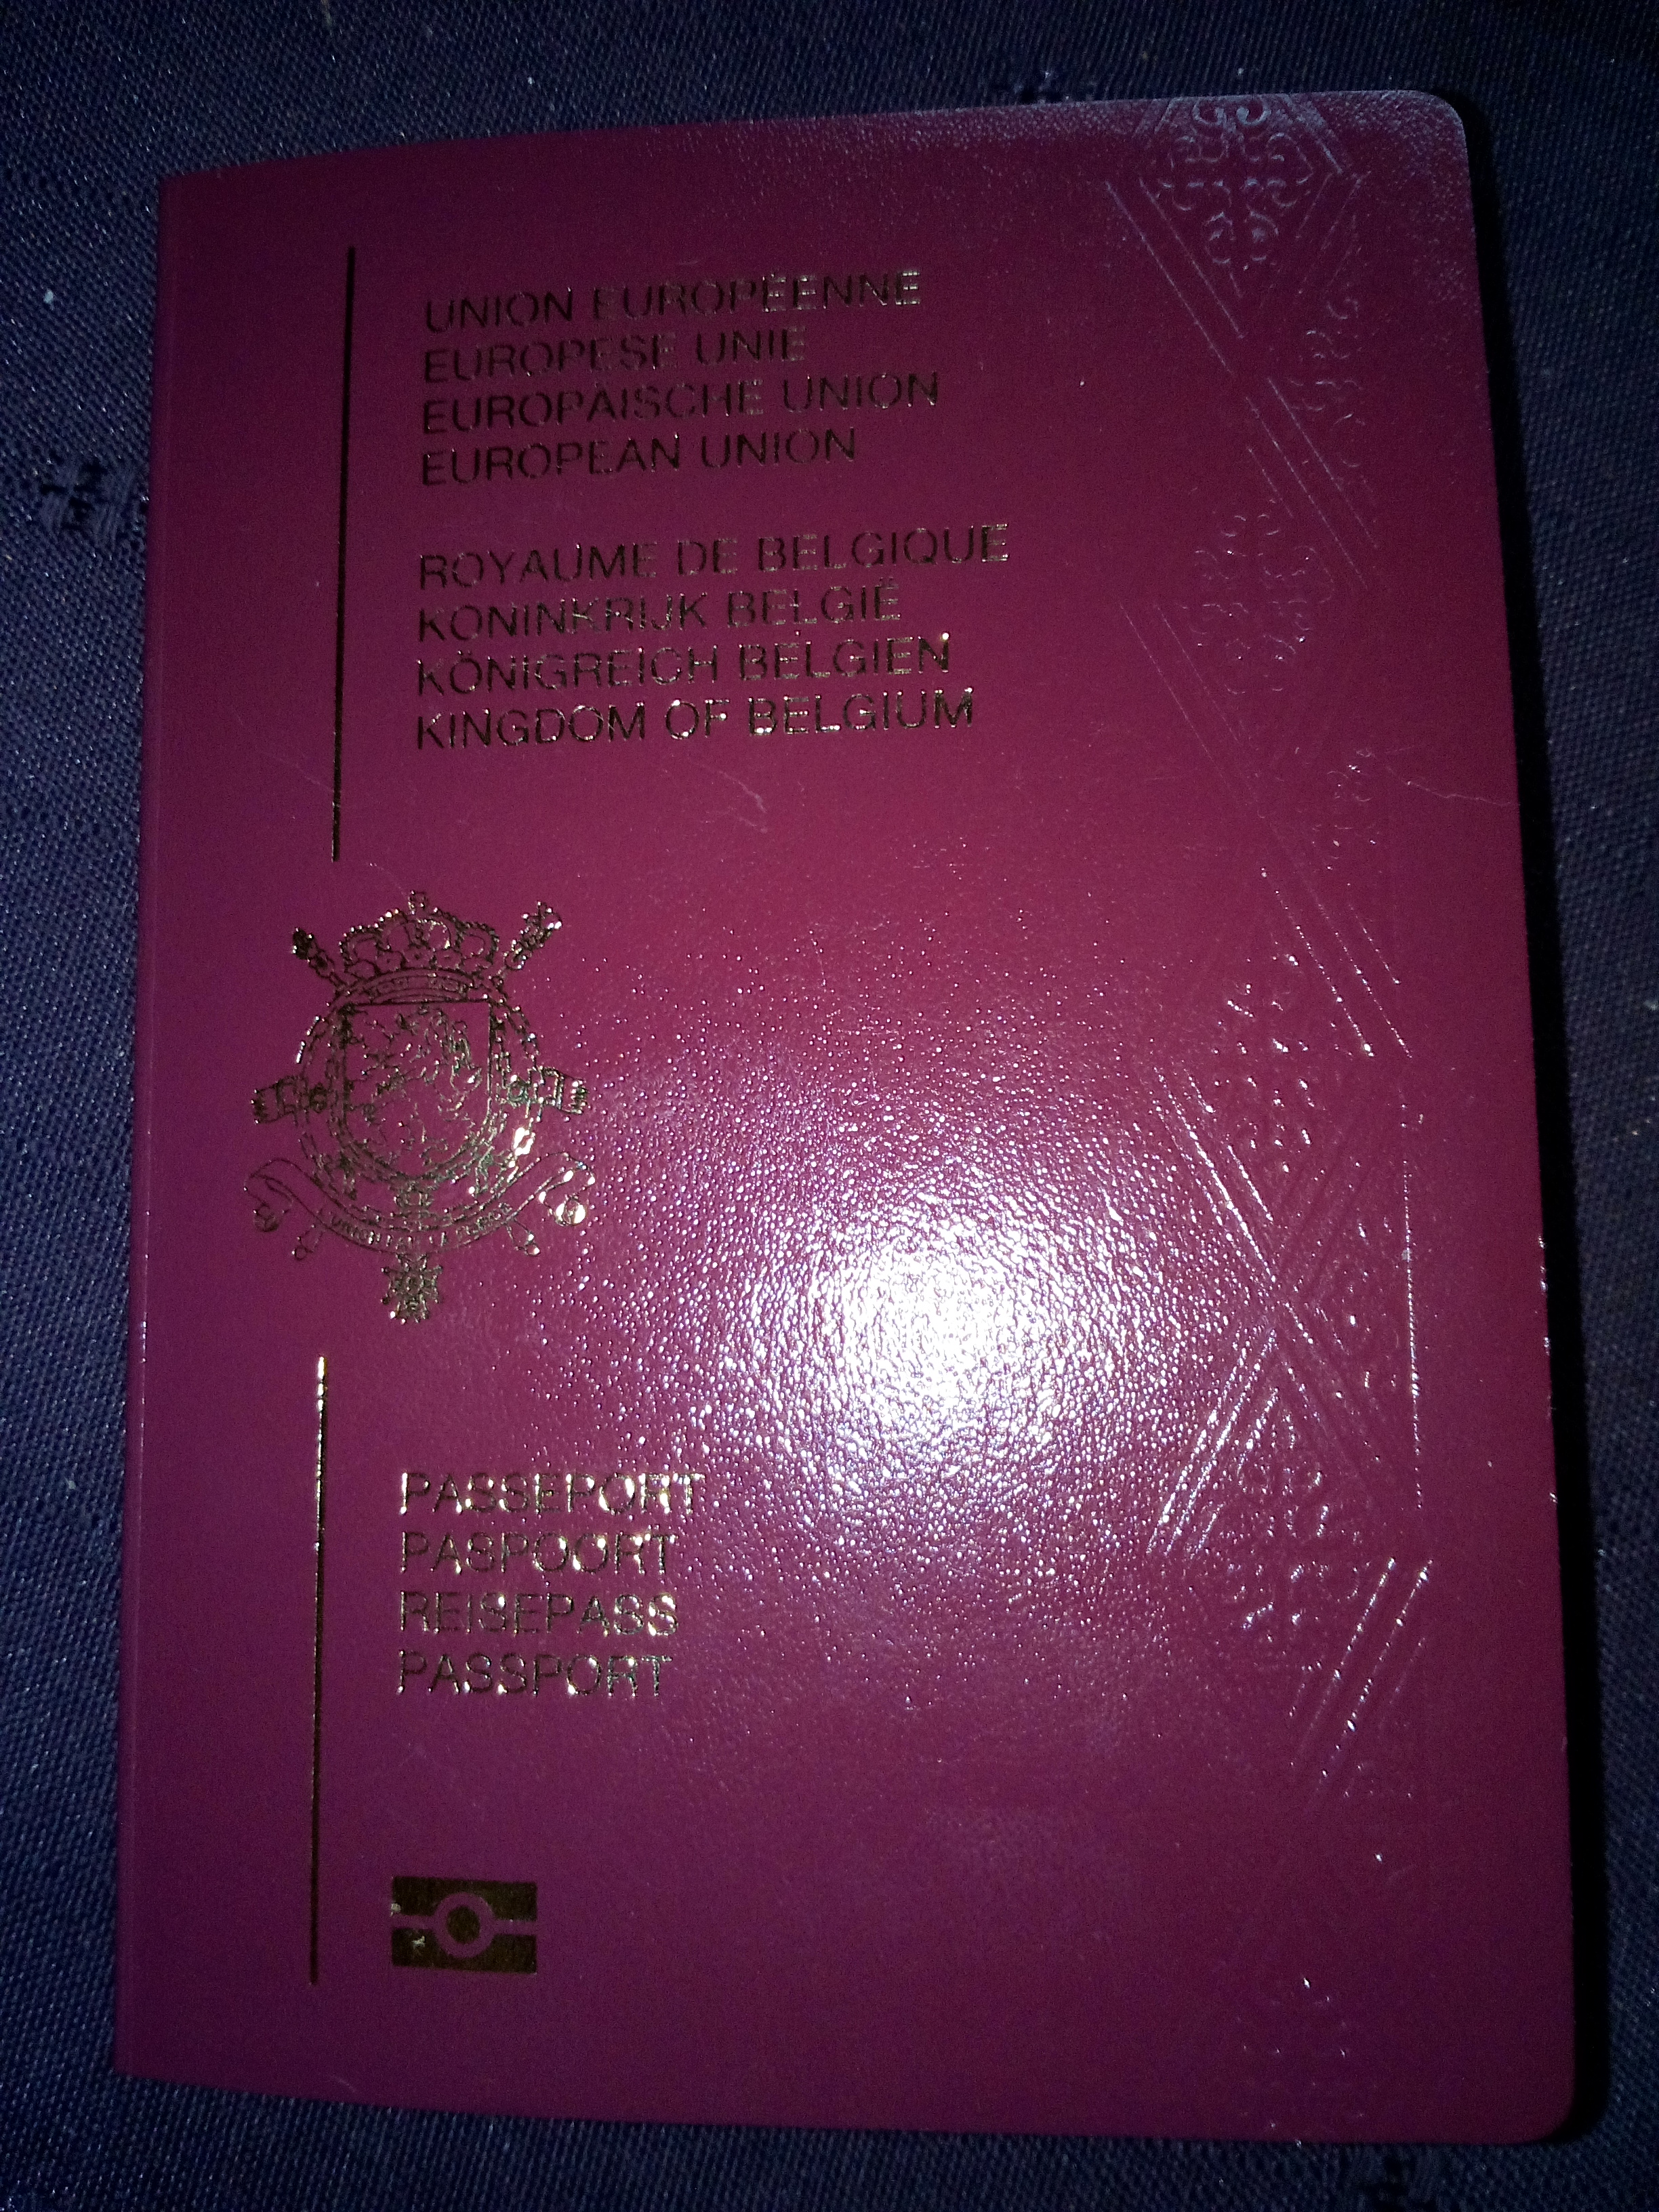 UNION EUROPÉENNE
EUROPESE UNIE
EUROPÄISCHE UNION
EUROPEAN UNION
ROYAUME DE BELGIQUE
KONINKRIJK BELGIË
KÖNIGREICH BELGIEN
KINGDOM OF BELGIUM
PASSEPORT
PASPOORT
REISEPASS
PASSPORT